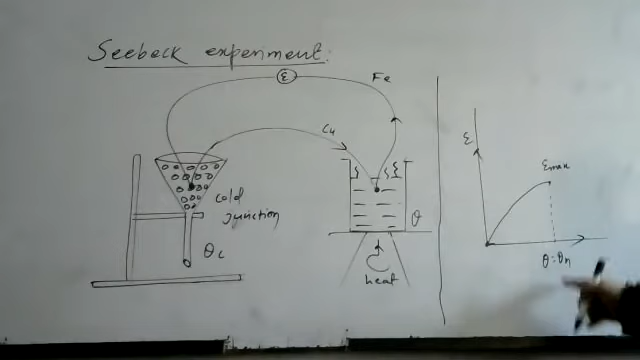 Seebeck experiment:
ε
Fe
Cu
cold
junction
θc
θ
heat
ε
εmax
θ=θn